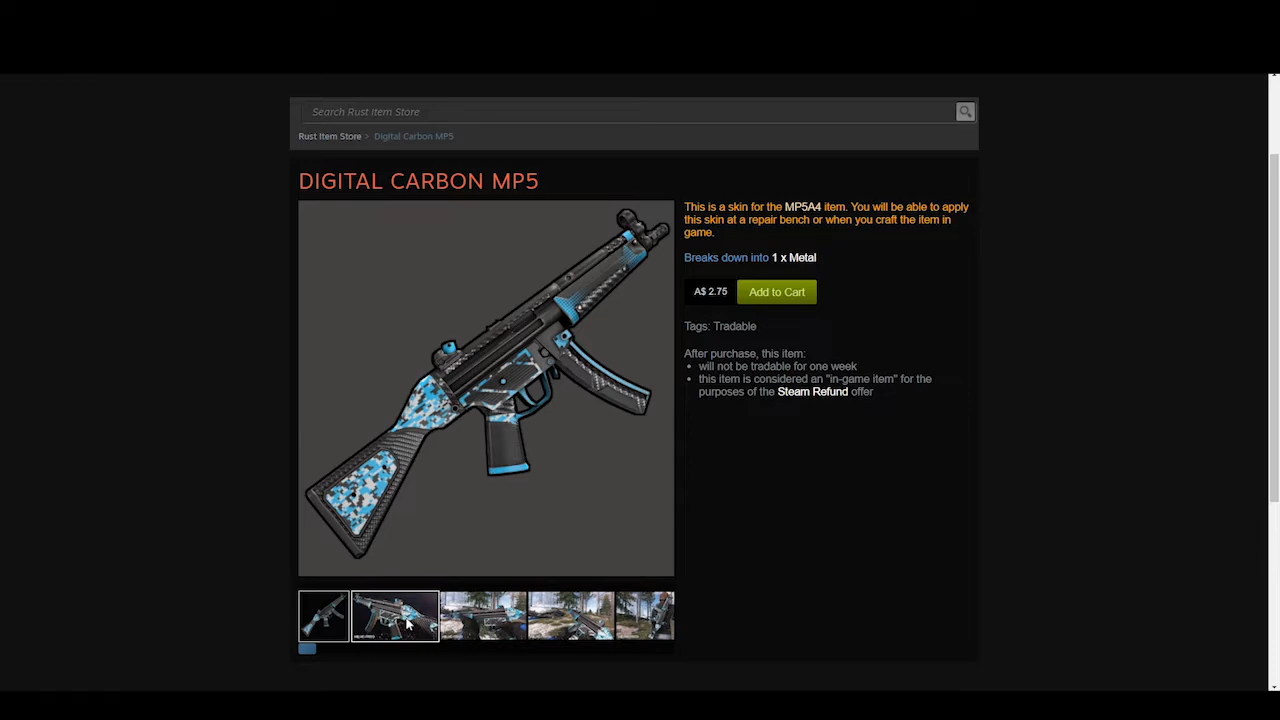 Search Rust Item Store
Rust Item Store > Digital Carbon MP5
DIGITAL CARBON MP5
This is a skin for the MP5A4 item. You will be able to apply
this skin at a repair bench or when you craft the item in
game.
Breaks down into 1 x Metal
A$ 2.75 Add to Cart
Tags: Tradable
After purchase, this item:
• will not be tradable for one week
• this item is considered an "in-game item" for the
purposes of the Steam Refund offer